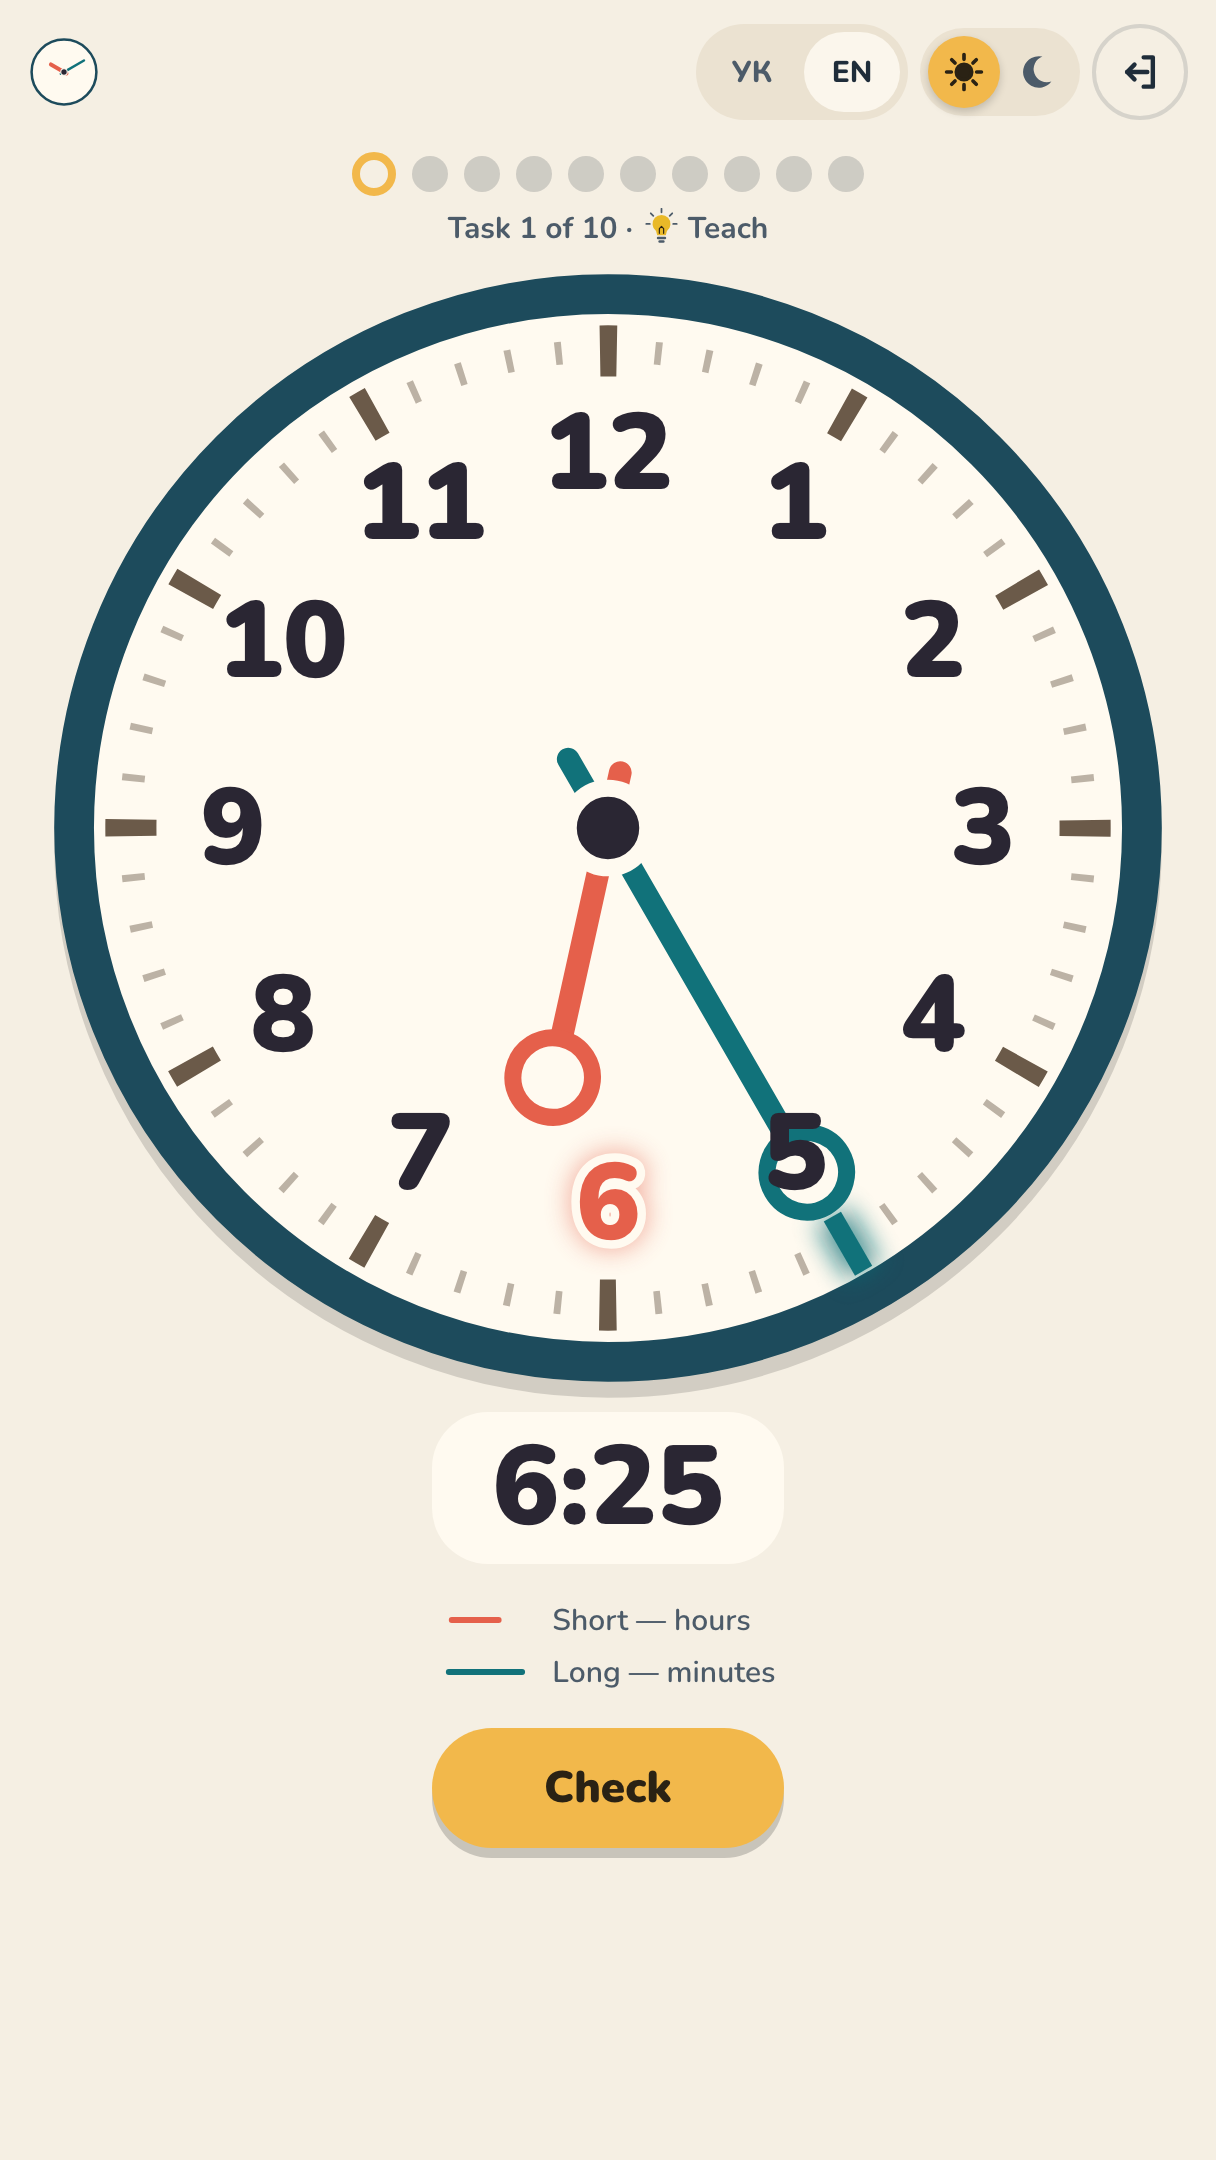 УК EN
Task 1 of 10 · Teach
12
11 1
10 2
9 3
8 4
7 5
6
6:25
Short — hours
Long — minutes
Check